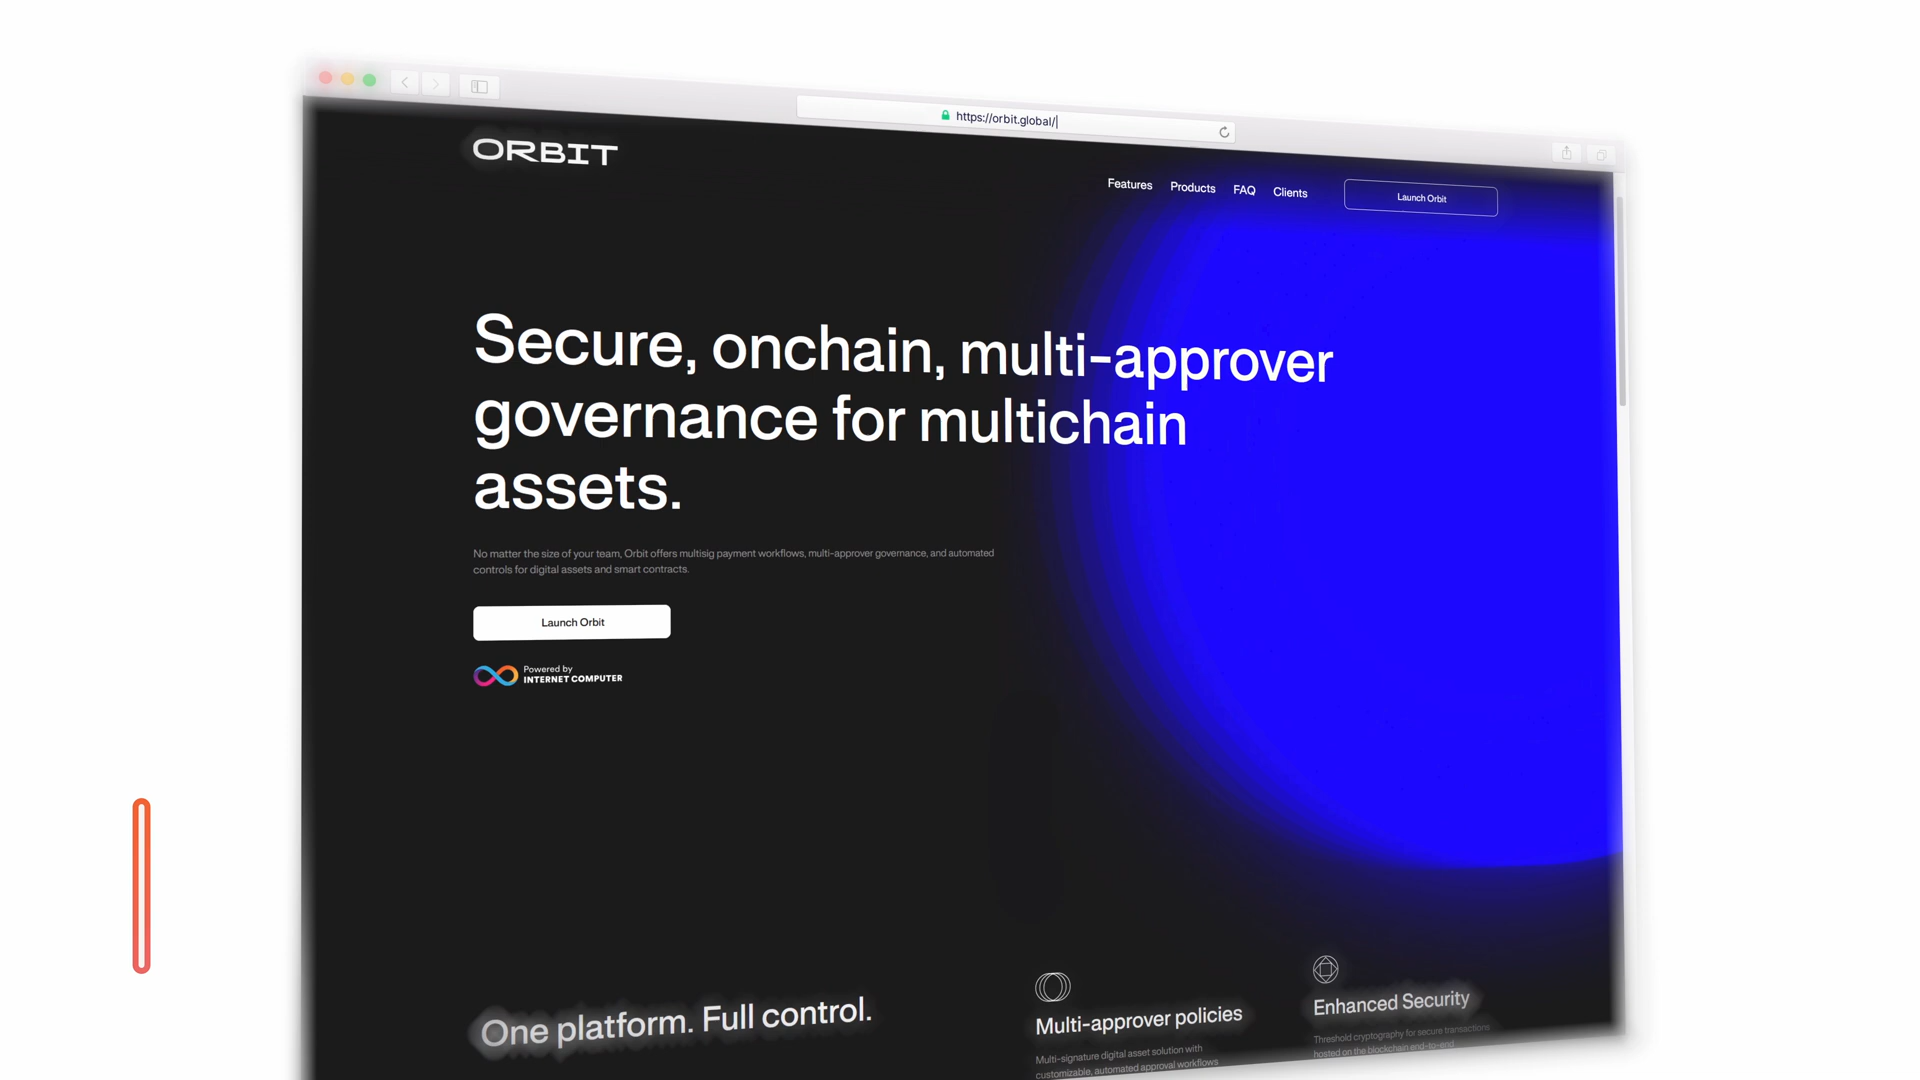 https://orbit.global/
ORBIT
Features Products FAQ Clients Launch Orbit
Secure, onchain, multi-approver
governance for multichain
assets.
No matter the size of your team, Orbit offers multisig payment workflows, multi-approver governance, and automated
controls for digital assets and smart contracts.
Launch Orbit
Powered by
INTERNET COMPUTER
One platform. Full control.
Multi-approver policies
Multi-signature digital asset solution with
customizable, automated approval workflows
Enhanced Security
Threshold cryptography for secure transactions
hosted on the blockchain end-to-end